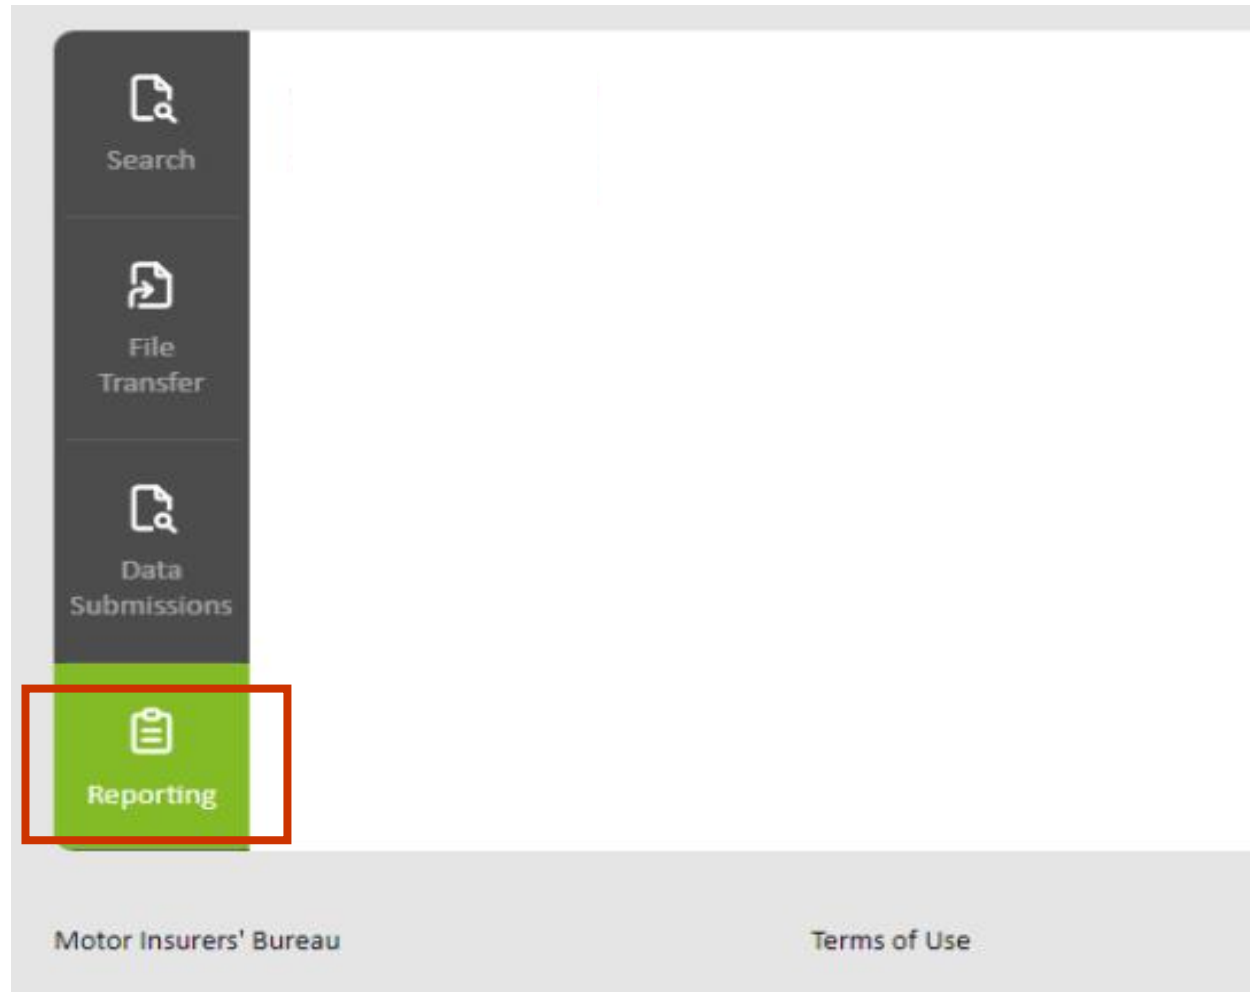 Search
File
Transfer
Data
Submissions
Reporting
Motor Insurers' Bureau
Terms of Use